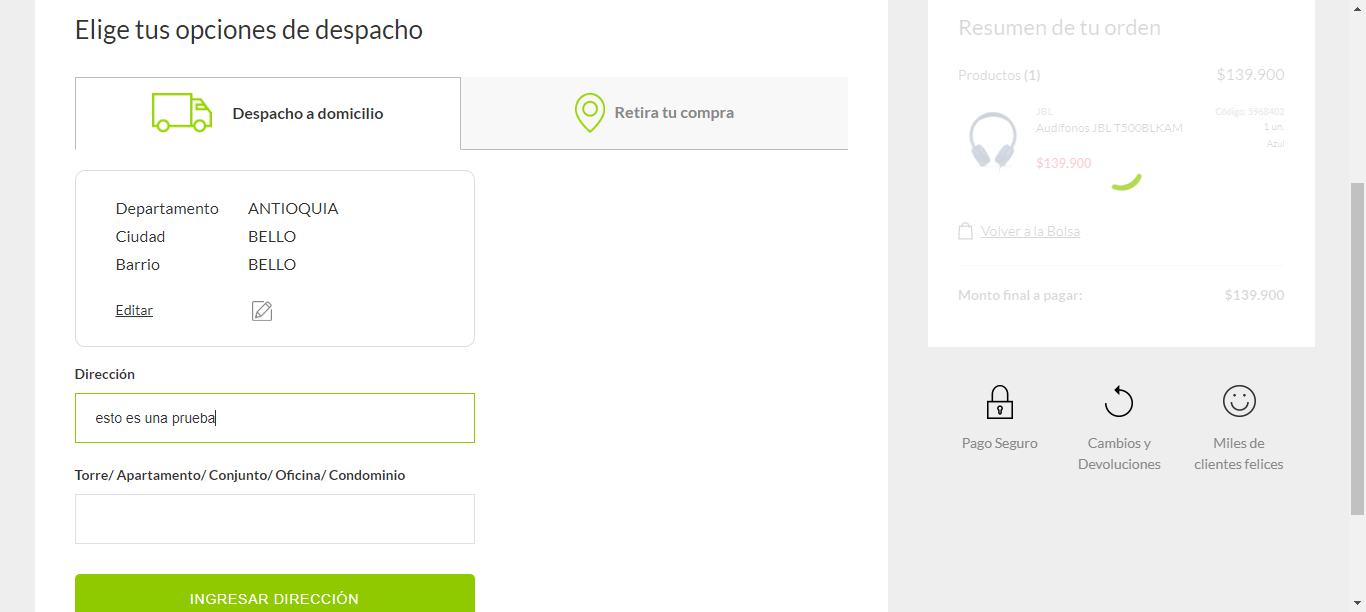 Elige tus opciones de despacho
Despacho a domicilio
Retira tu compra
Departamento ANTIOQUIA
Ciudad BELLO
Barrio BELLO
Editar
Dirección
esto es una prueba
Torre/ Apartamento/ Conjunto/ Oficina/ Condominio
INGRESAR DIRECCIÓN
Resumen de tu orden
Productos (1) $139.900
JBL Código: 5968402
Audífonos JBL T500BLKAM 1 un.
Azul
$139.900
Volver a la Bolsa
Monto final a pagar: $139.900
Pago Seguro
Cambios y
Devoluciones
Miles de
clientes felices